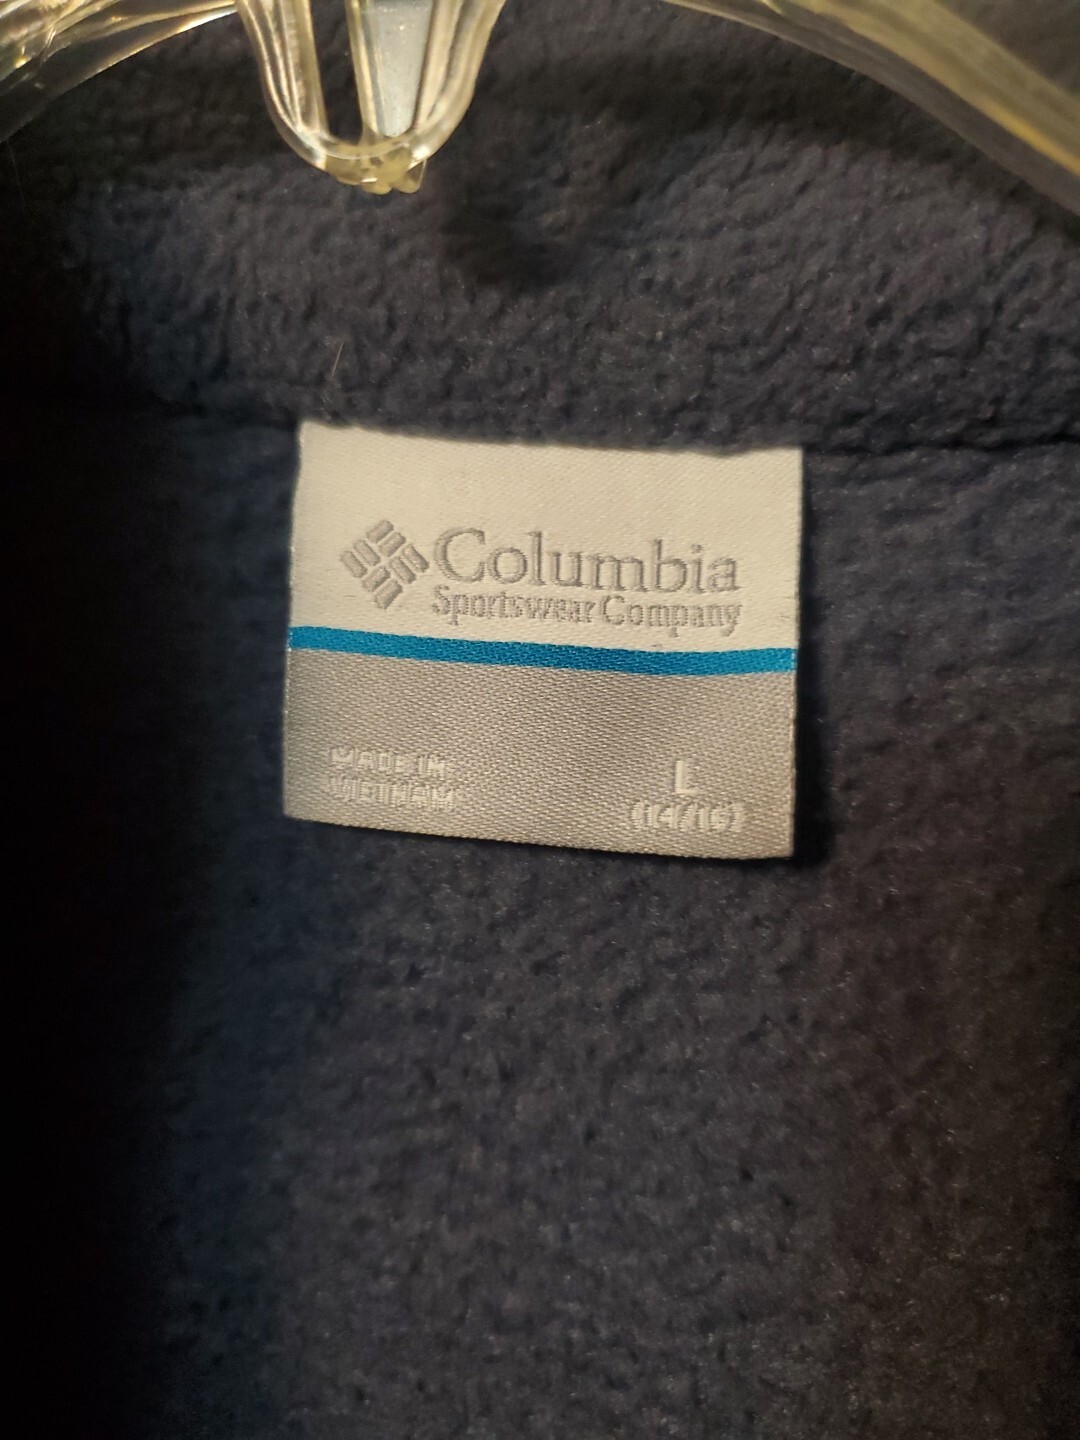 Columbia
Sportswear Company
MADE IN
VIETNAM
L
(14/16)